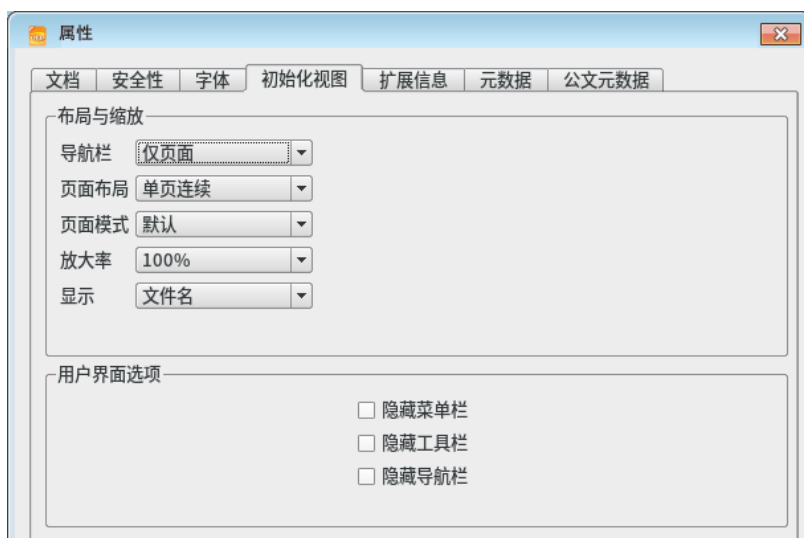 属性
文档 安全性 字体 初始化视图 扩展信息 元数据 公文元数据
布局与缩放
导航栏 仅页面
页面布局 单页连续
页面模式 默认
放大率 100%
显示 文件名
用户界面选项
隐藏菜单栏
隐藏工具栏
隐藏导航栏